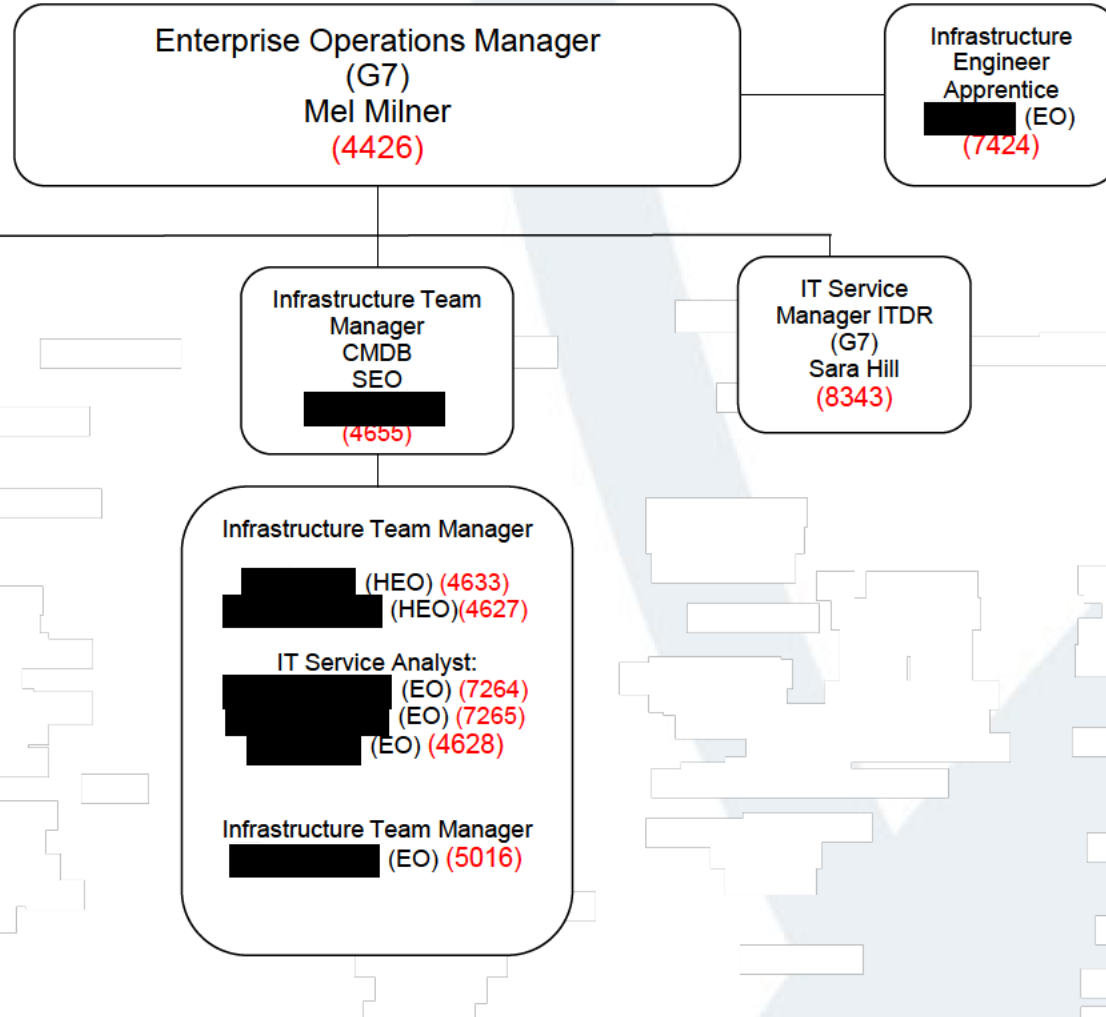 Enterprise Operations Manager
(G7)
Mel Milner
(4426)
Infrastructure
Engineer
Apprentice
(EO)
(7424)
Infrastructure Team
Manager
CMDB
SEO
(4655)
IT Service
Manager ITDR
(G7)
Sara Hill
(8343)
Infrastructure Team Manager
(HEO) (4633)
(HEO)(4627)
IT Service Analyst:
(EO) (7264)
(EO) (7265)
(EO) (4628)
Infrastructure Team Manager
(EO) (5016)